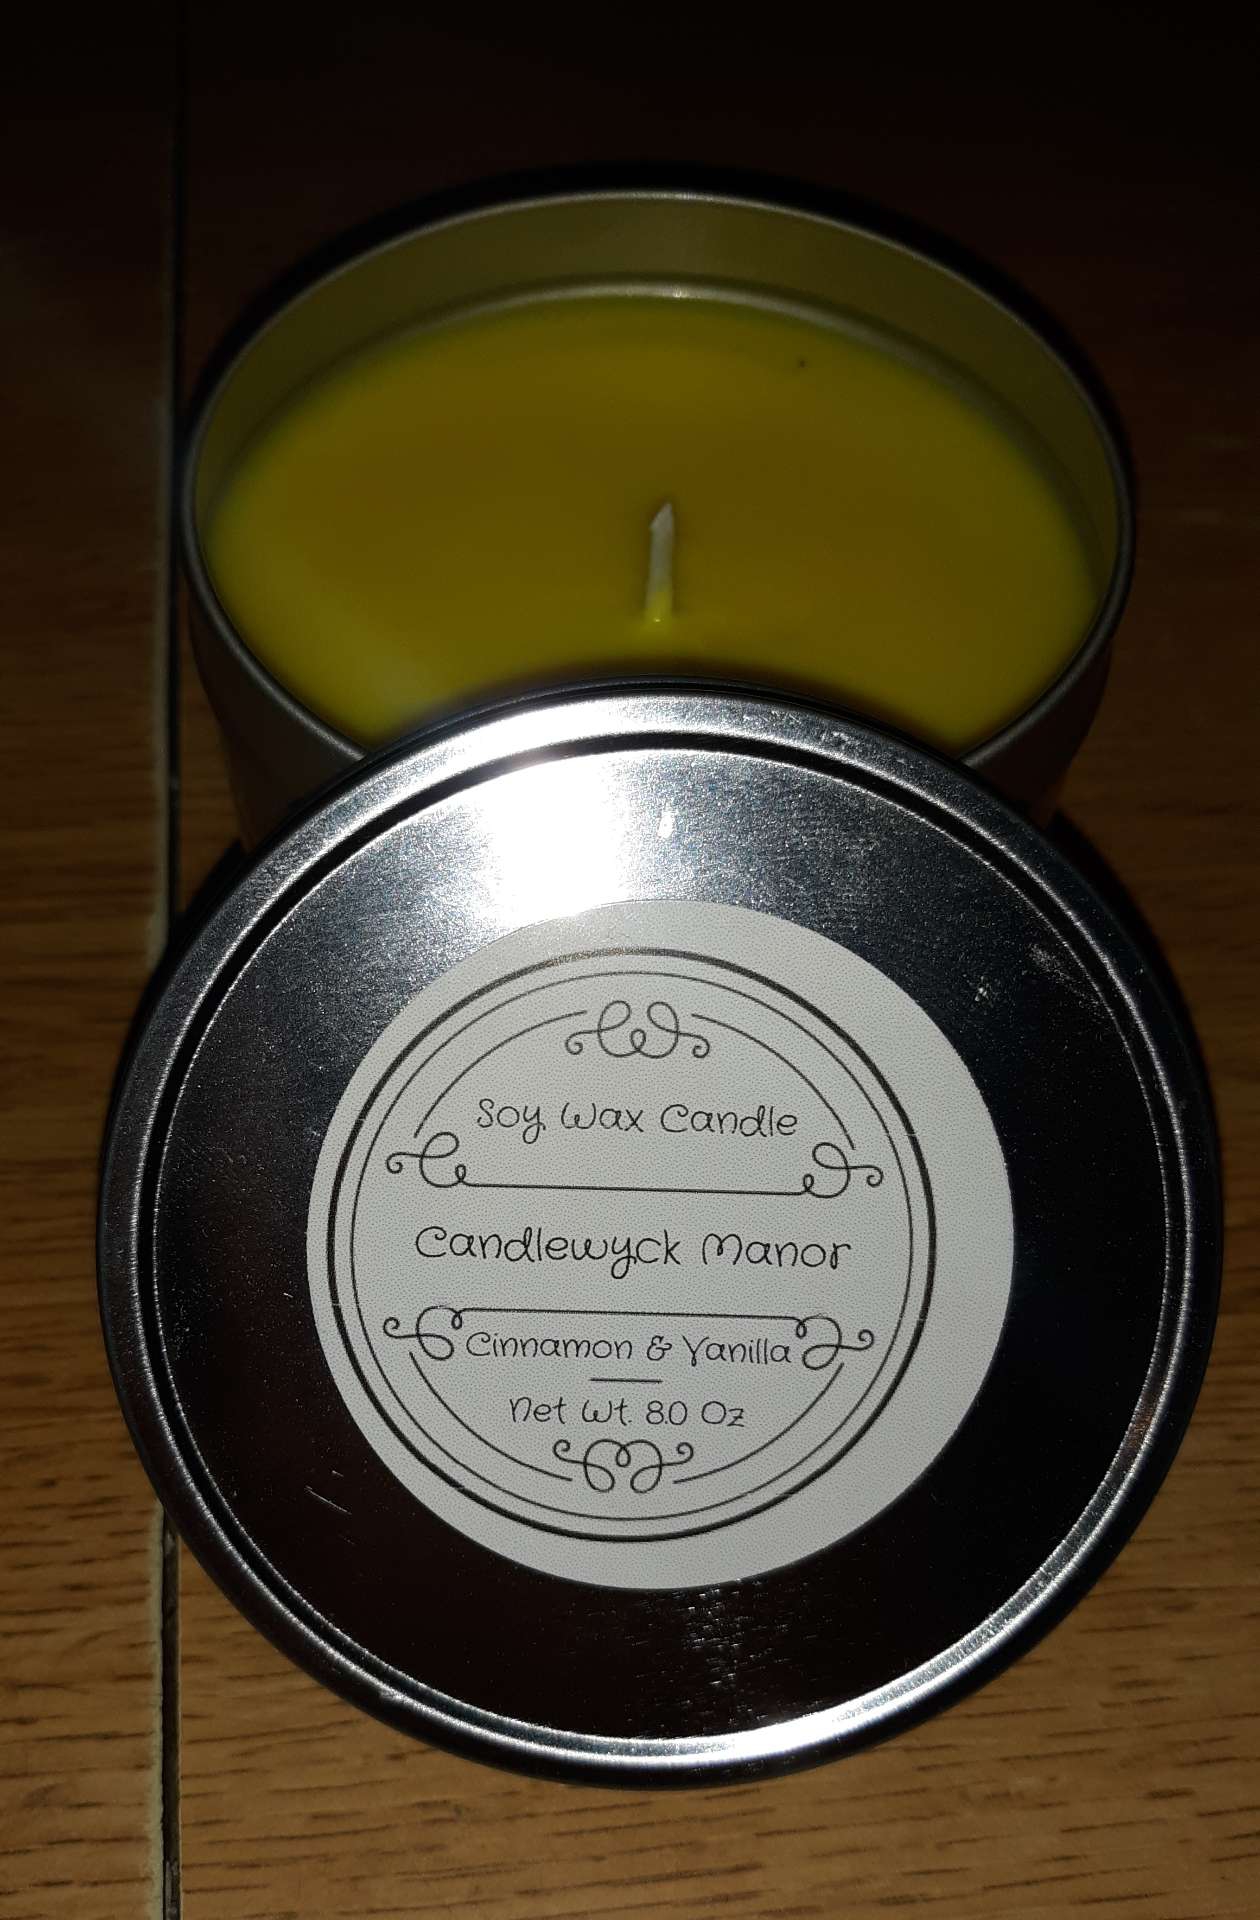 Soy Wax Candle
Candlewyck Manor
Cinnamon & Vanilla
Net Wt. 8.0 Oz